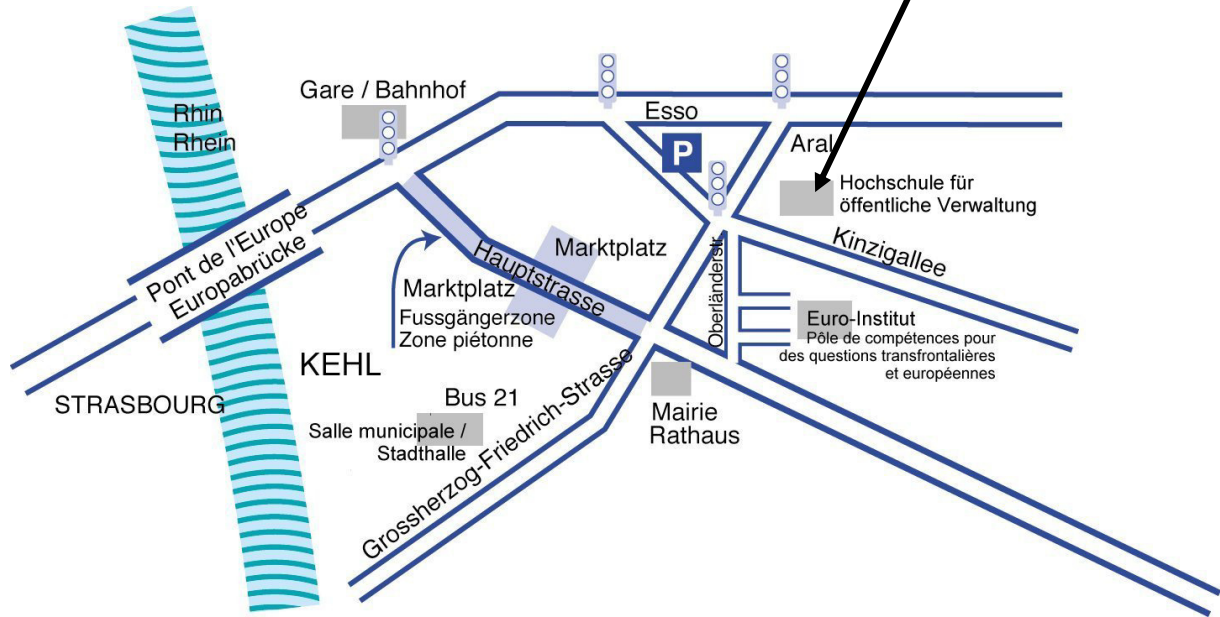 Gare / Bahnhof
Esso
Rhin
Rhein
P
Aral
Hochschule für
öffentliche Verwaltung
Pont de l'Europe
Europabrücke
Marktplatz
Hauptstrasse
Kinzigallee
Marktplatz
Fussgängerzone
Zone piétonne
Oberländerstr.
Euro-Institut
Pôle de compétences pour
des questions transfrontalières
et européennes
KEHL
STRASBOURG
Bus 21
Salle municipale /
Stadthalle
Grossherzog-Friedrich-Strasse
Mairie
Rathaus